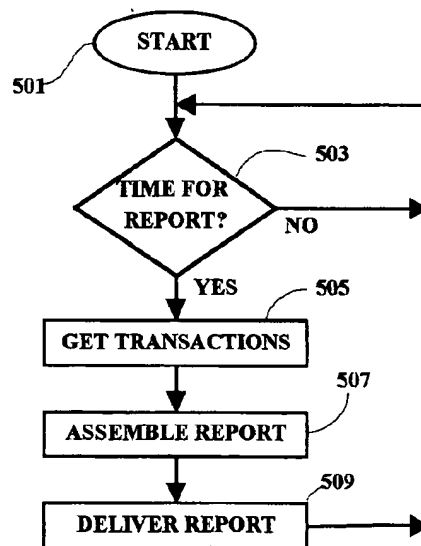 START
501
503
TIME FOR
REPORT?
NO
YES
505
GET TRANSACTIONS
507
ASSEMBLE REPORT
509
DELIVER REPORT